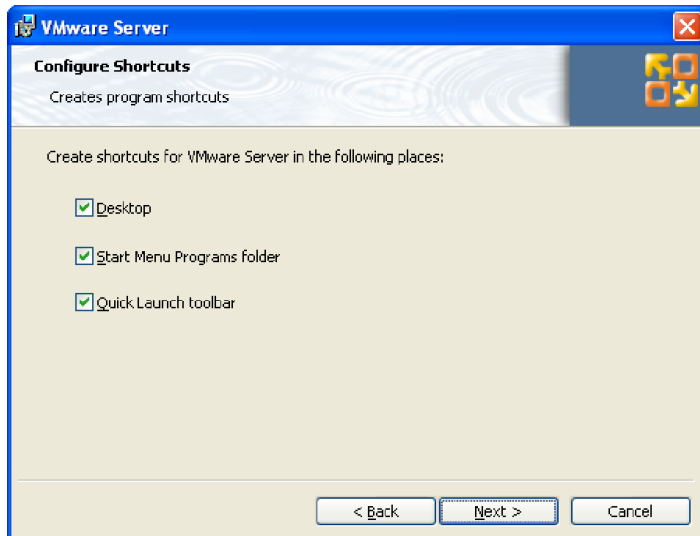 VMware Server
Configure Shortcuts
Creates program shortcuts
Create shortcuts for VMware Server in the following places:
Desktop
Start Menu Programs folder
Quick Launch toolbar
< Back Next > Cancel